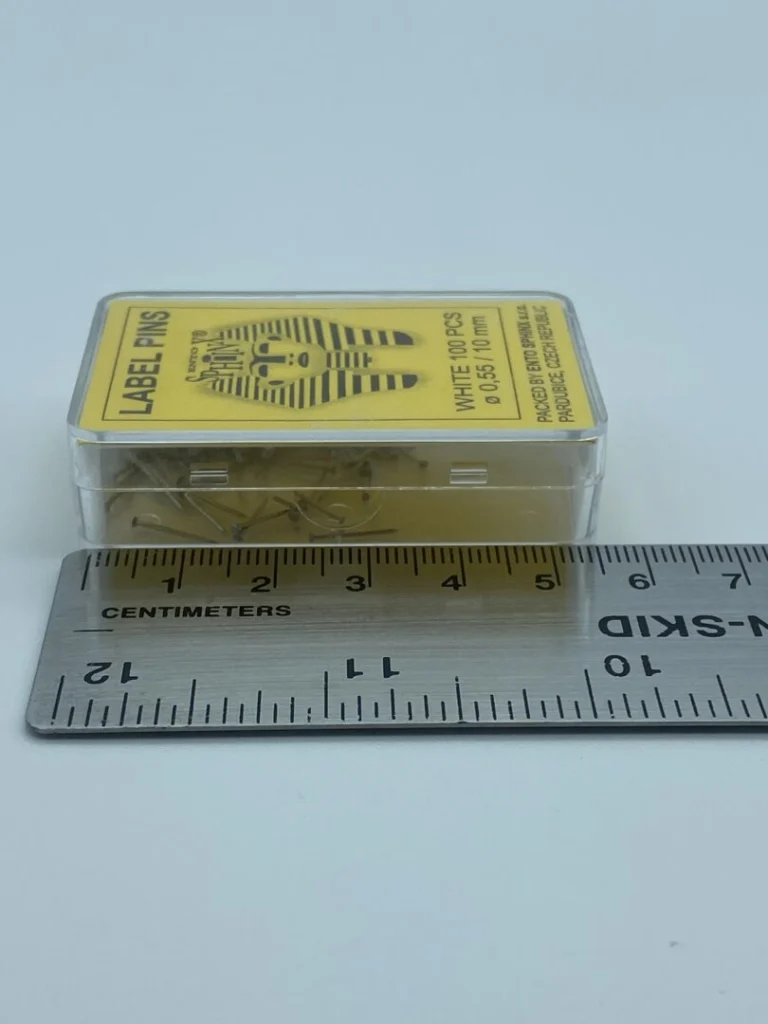 LABEL PINS
ENTO
SPHINX
WHITE 100 PCS
ø 0,55 / 10 mm
PACKED BY ENTO SPHINX s.r.o.
PARDUBICE, CZECH REPUBLIC
1 2 3 4 5 6 7
CENTIMETERS
N-SKID
12 11 10